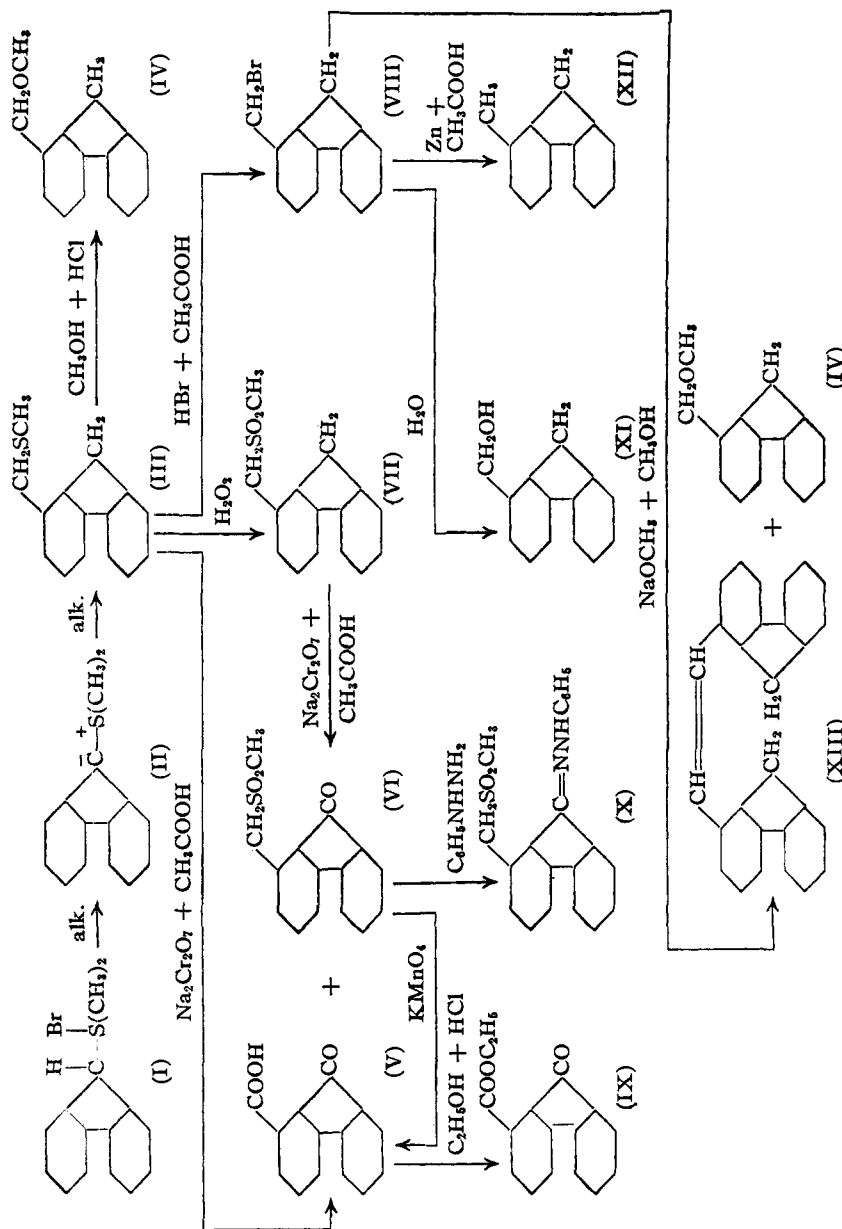 H Br
C—S(CH₃)₂
(I)
alk.
C̄—S⁺(CH₃)₂
(II)
alk.
CH₂SCH₃
CH₂
(III)
CH₃OH + HCl
CH₂OCH₃
CH₂
(IV)
Na₂Cr₂O₇ + CH₃COOH
H₂O₂
HBr + CH₃COOH
COOH
CO
(V)
+
CH₂SO₂CH₃
CO
(VI)
Na₂Cr₂O₇ +
CH₃COOH
CH₂SO₂CH₃
CH₂
(VII)
CH₂Br
CH₂
(VIII)
KMnO₄
C₂H₅OH + HCl
C₆H₅NHNH₂
H₂O
Zn +
CH₃COOH
COOC₂H₅
CO
(IX)
CH₂SO₂CH₃
C=NNHC₆H₅
(X)
CH₂OH
CH₂
(XI)
CH₃
CH₂
(XII)
NaOCH₃ + CH₃OH
CH=CH
CH₂ H₂C
(XIII)
+
CH₂OCH₃
CH₂
(IV)